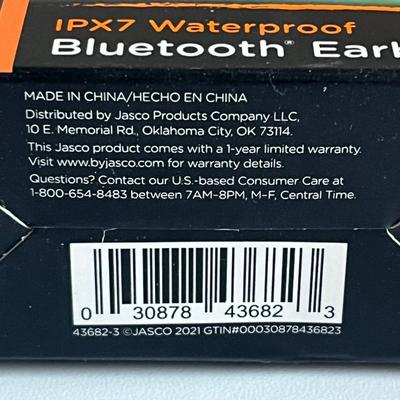 IPX7 Waterproof
Bluetooth®
MADE IN CHINA/HECHO EN CHINA
Distributed by Jasco Products Company LLC,
10 E. Memorial Rd., Oklahoma City, OK 73114.
This Jasco product comes with a 1-year limited warranty.
Visit www.byjasco.com for warranty details.
Questions? Contact our U.S.-based Consumer Care at
1-800-654-8483 between 7AM–8PM, M–F, Central Time.
0 30878 43682 3
43682-3 ©JASCO 2021 GTIN#00030878436823